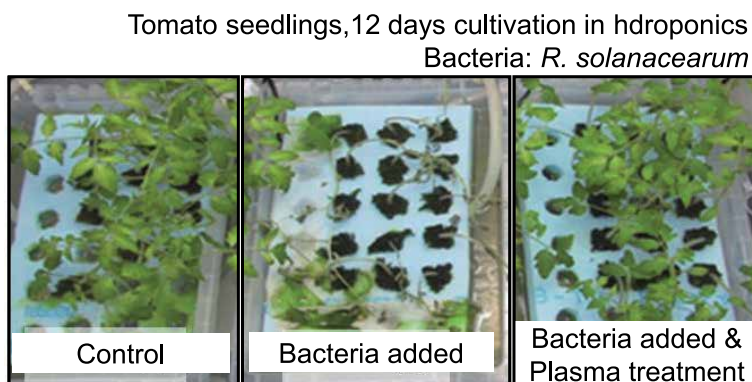 Tomato seedlings,12 days cultivation in hdroponics
Bacteria: R. solanacearum
Control
Bacteria added
Bacteria added &
Plasma treatment